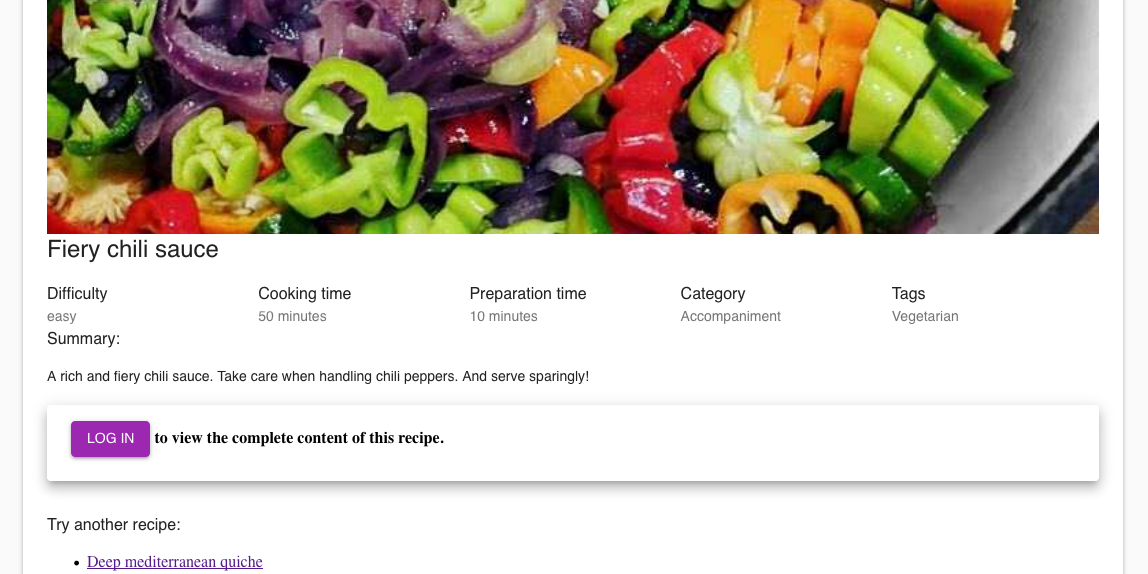 Fiery chili sauce
Difficulty Cooking time Preparation time Category Tags
easy 50 minutes 10 minutes Accompaniment Vegetarian
Summary:
A rich and fiery chili sauce. Take care when handling chili peppers. And serve sparingly!
LOG IN to view the complete content of this recipe.
Try another recipe:
• Deep mediterranean quiche